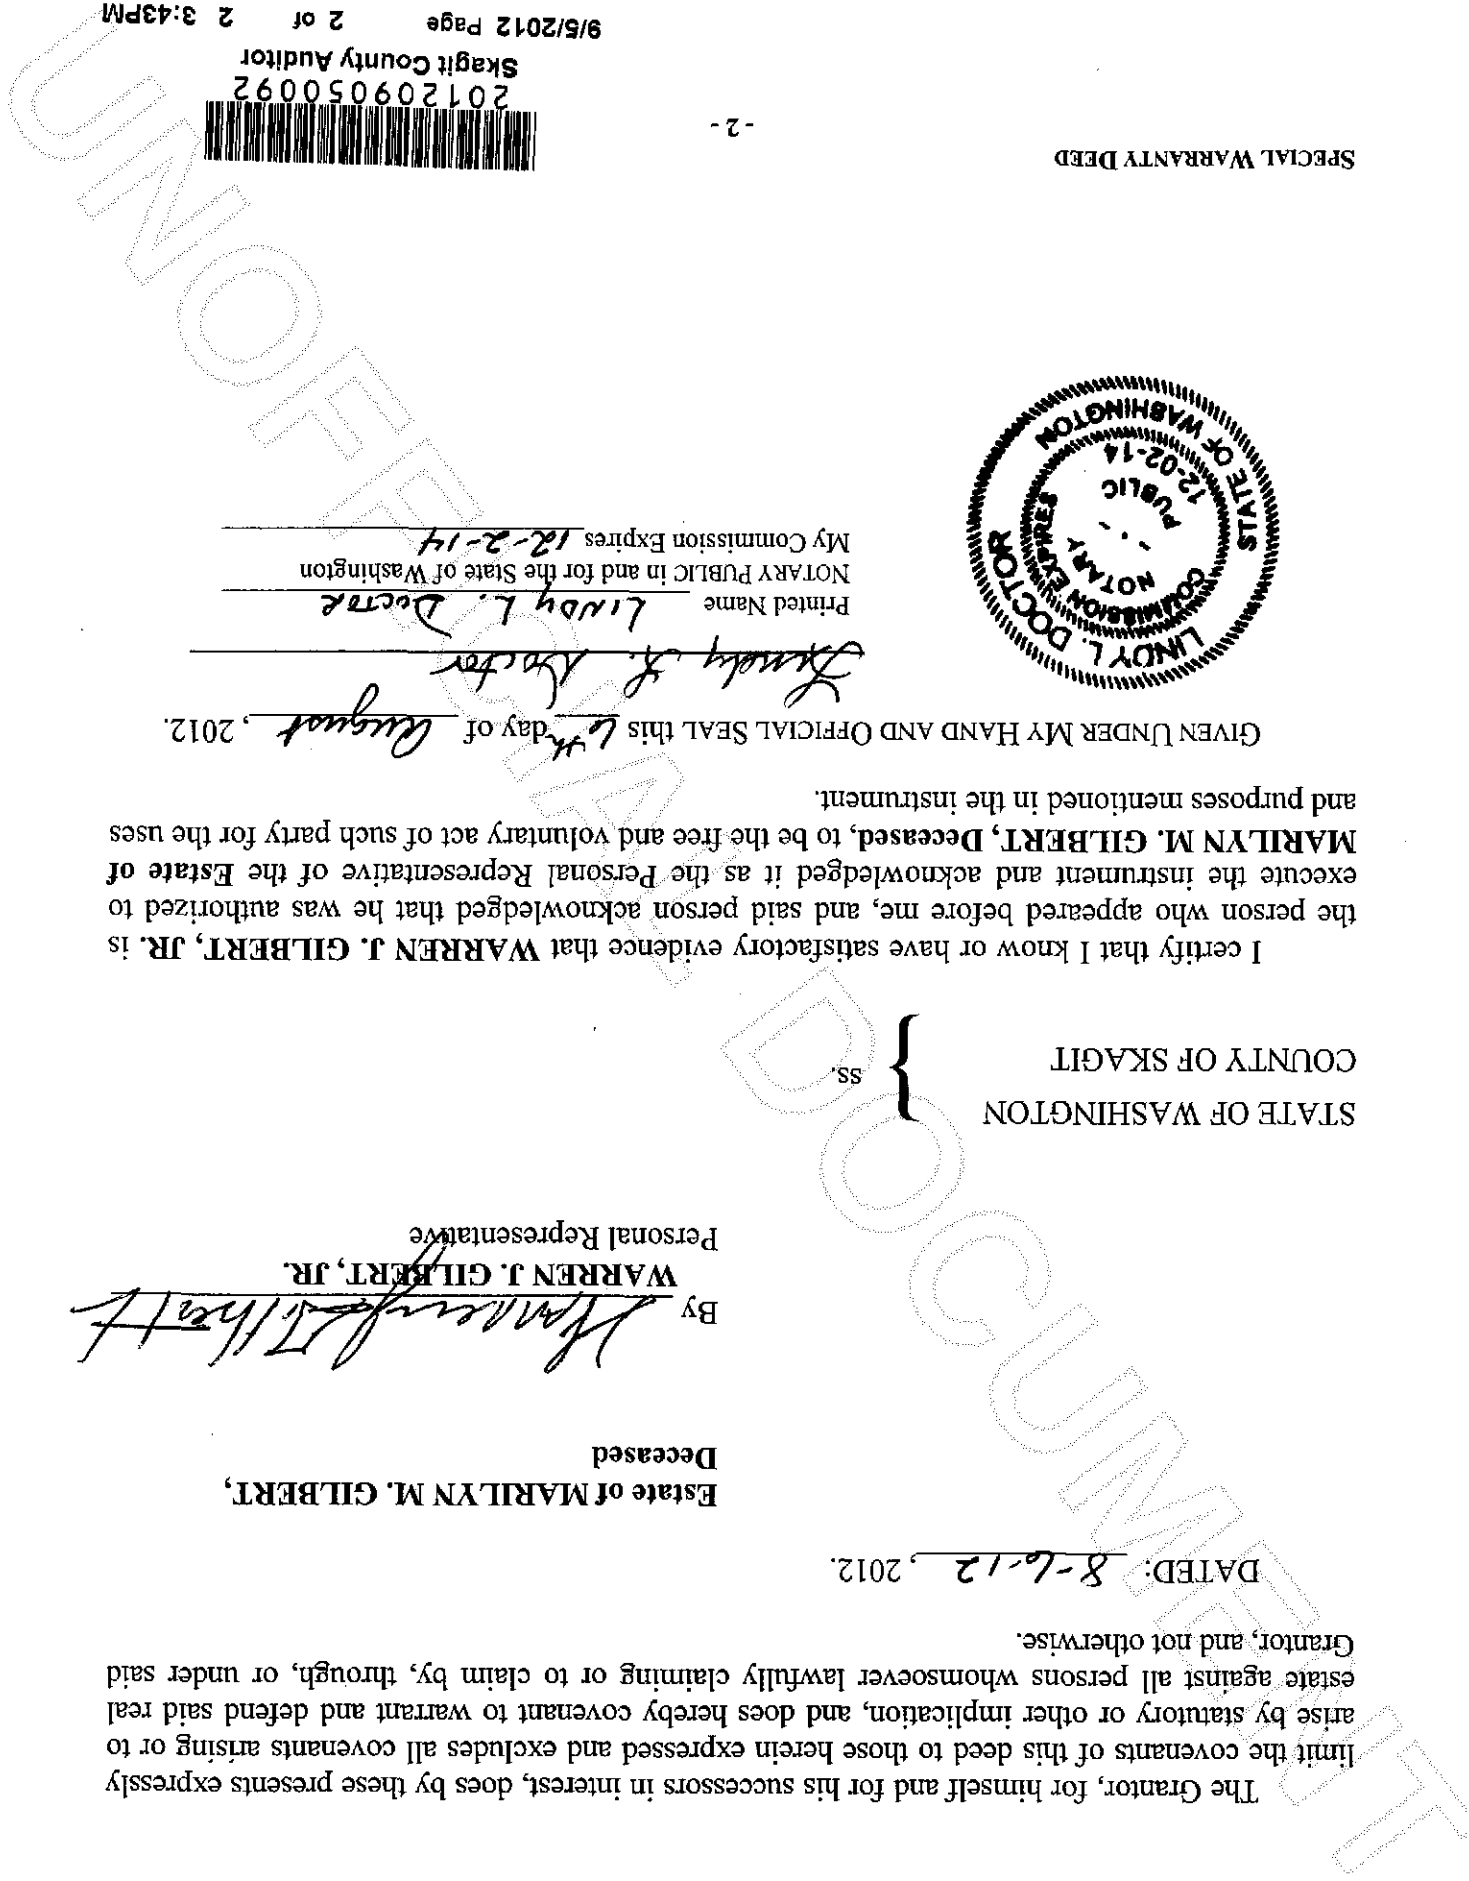 The Grantor, for himself and for his successors in interest, does by these presents expressly
limit the covenants of this deed to those herein expressed and excludes all covenants arising or to
arise by statutory or other implication, and does hereby covenant to warrant and defend said real
estate against all persons whomsoever lawfully claiming or to claim by, through, or under said
Grantor, and not otherwise.
DATED: 8-6-12, 2012.
Estate of MARILYN M. GILBERT,
Deceased
By Warren J Gilbert Jr
WARREN J. GILBERT, JR.
Personal Representative
STATE OF WASHINGTON
COUNTY OF SKAGIT
} ss.
I certify that I know or have satisfactory evidence that WARREN J. GILBERT, JR. is
the person who appeared before me, and said person acknowledged that he was authorized to
execute the instrument and acknowledged it as the Personal Representative of the Estate of
MARILYN M. GILBERT, Deceased, to be the free and voluntary act of such party for the uses
and purposes mentioned in the instrument.
GIVEN UNDER MY HAND AND OFFICIAL SEAL this 6th day of August, 2012.
Lindy L. Doctor
Printed Name LINDY L. DOCTOR
NOTARY PUBLIC in and for the State of Washington
My Commission Expires 12-2-14
LINDY L. DOCTOR
COMMISSION EXPIRES
NOTARY
PUBLIC
12-02-14
STATE OF WASHINGTON
SPECIAL WARRANTY DEED
- 2 -
201209050092
Skagit County Auditor
9/5/2012 Page 2 of 2 3:43PM
UNOFFICIAL DOCUMENT